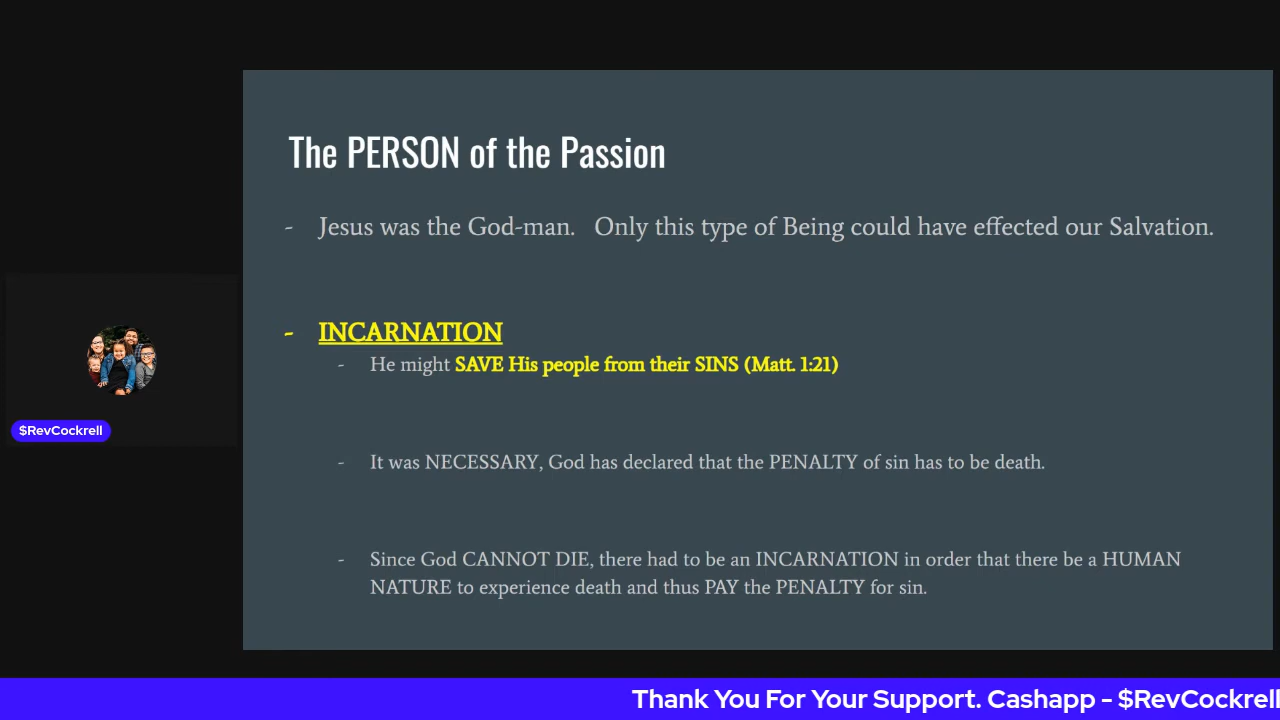 The PERSON of the Passion
- Jesus was the God-man.   Only this type of Being could have effected our Salvation.
- INCARNATION
- He might SAVE His people from their SINS (Matt. 1:21)
- It was NECESSARY, God has declared that the PENALTY of sin has to be death.
- Since God CANNOT DIE, there had to be an INCARNATION in order that there be a HUMAN
NATURE to experience death and thus PAY the PENALTY for sin.
$RevCockrell
Thank You For Your Support. Cashapp - $RevCockrell